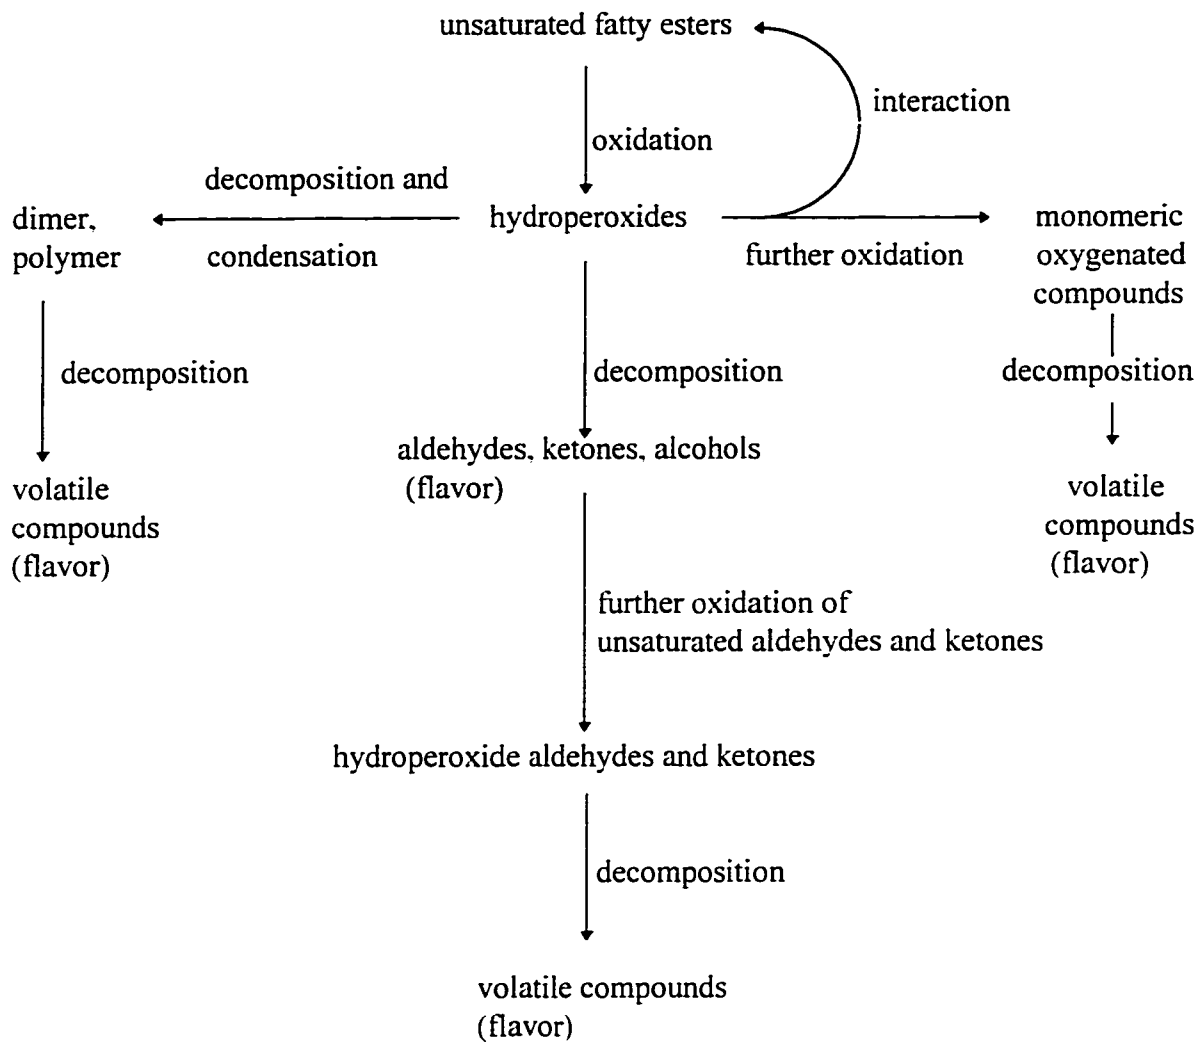 unsaturated fatty esters
interaction
oxidation
decomposition and
condensation
dimer,
polymer
hydroperoxides
further oxidation
monomeric
oxygenated
compounds
decomposition
decomposition
decomposition
aldehydes, ketones, alcohols
(flavor)
volatile
compounds
(flavor)
volatile
compounds
(flavor)
further oxidation of
unsaturated aldehydes and ketones
hydroperoxide aldehydes and ketones
decomposition
volatile compounds
(flavor)